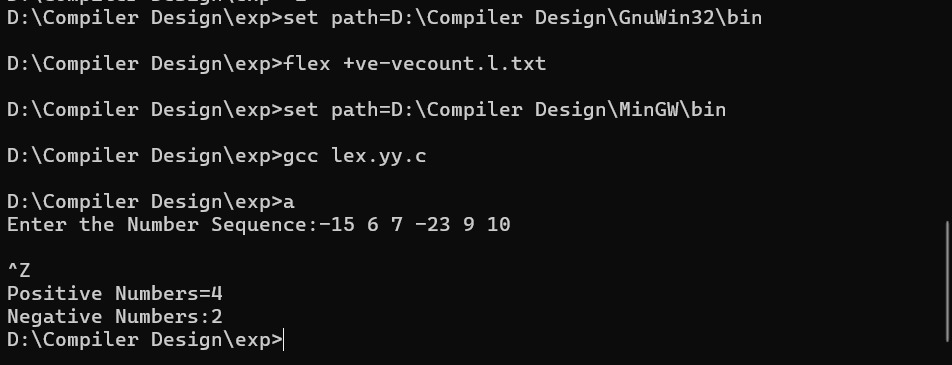 D:\Compiler Design\exp>set path=D:\Compiler Design\GnuWin32\bin
D:\Compiler Design\exp>flex +ve-vecount.l.txt
D:\Compiler Design\exp>set path=D:\Compiler Design\MinGW\bin
D:\Compiler Design\exp>gcc lex.yy.c
D:\Compiler Design\exp>a
Enter the Number Sequence:-15 6 7 -23 9 10
^Z
Positive Numbers=4
Negative Numbers:2
D:\Compiler Design\exp>